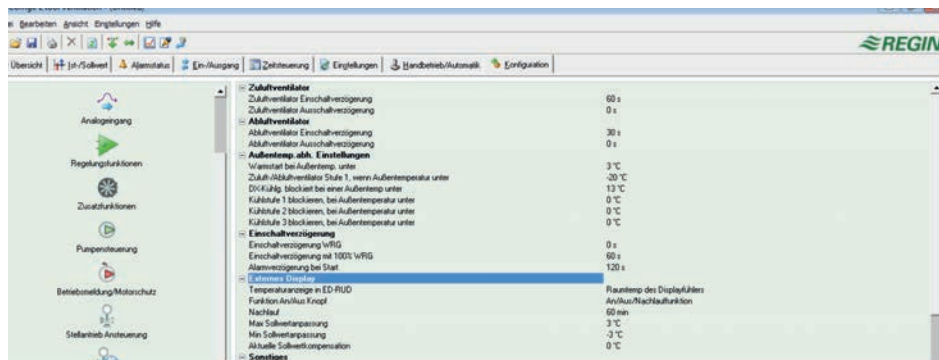 Bearbeiten Ansicht Einstellungen Hilfe
REGIN
Übersicht Ist-/Sollwert Alarmstatus Ein-/Ausgang Zeitsteuerung Einstellungen Handbetrieb/Automatik Konfiguration
Analogeingang
Regelungsfunktionen
Zusatzfunktionen
Pumpensteuerung
Betriebsmeldung/Motorschutz
Stellantrieb Ansteuerung
Zuluftventilator
Zuluftventilator Einschaltverzögerung 60 s
Zuluftventilator Ausschaltverzögerung 0 s
Abluftventilator
Abluftventilator Einschaltverzögerung 30 s
Abluftventilator Ausschaltverzögerung 0 s
Außentemp.abh. Einstellungen
Warmstart bei Außentemp. unter 3 °C
Zuluft-/Abluftventilator Stufe 1, wenn Außentemperatur unter -20 °C
DX-Kühlg. blockiert bei einer Außentemp unter 13 °C
Kühlstufe 1 blockieren, bei Außentemperatur unter 0 °C
Kühlstufe 2 blockieren, bei Außentemperatur unter 0 °C
Kühlstufe 3 blockieren, bei Außentemperatur unter 0 °C
Einschaltverzögerung
Einschaltverzögerung WRG 0 s
Einschaltverzögerung mit 100% WRG 60 s
Alarmverzögerung bei Start 120 s
Externes Display
Temperaturanzeige in ED-RUD Raumtemp des Displayfühlers
Funktion An/Aus Knopf An/Aus/Nachlauffunktion
Nachlauf 60 min
Max Sollwertanpassung 3 °C
Min Sollwertanpassung -3 °C
Aktuelle Sollwertkompensation 0 °C
Sonstiges